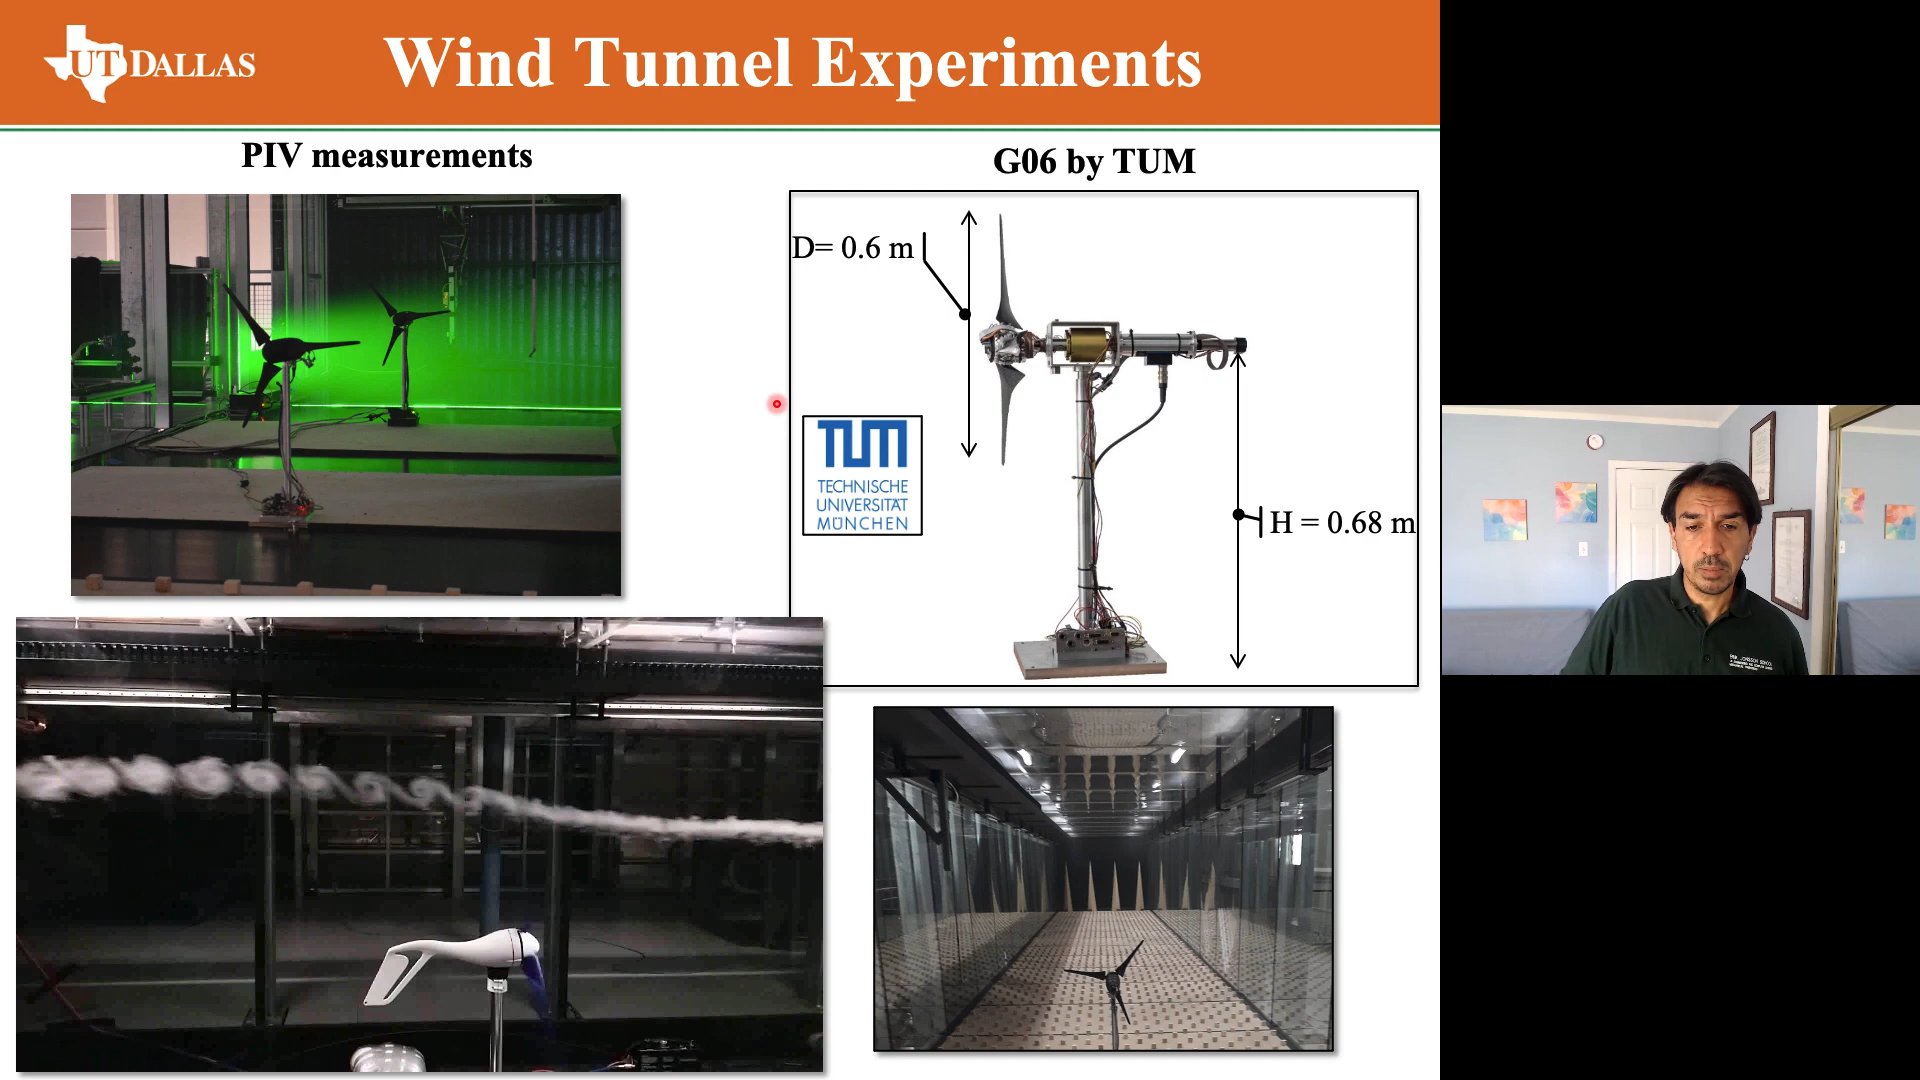 UT DALLAS
Wind Tunnel Experiments
PIV measurements
G06 by TUM
D= 0.6 m
TUM
TECHNISCHE
UNIVERSITÄT
MÜNCHEN
H = 0.68 m